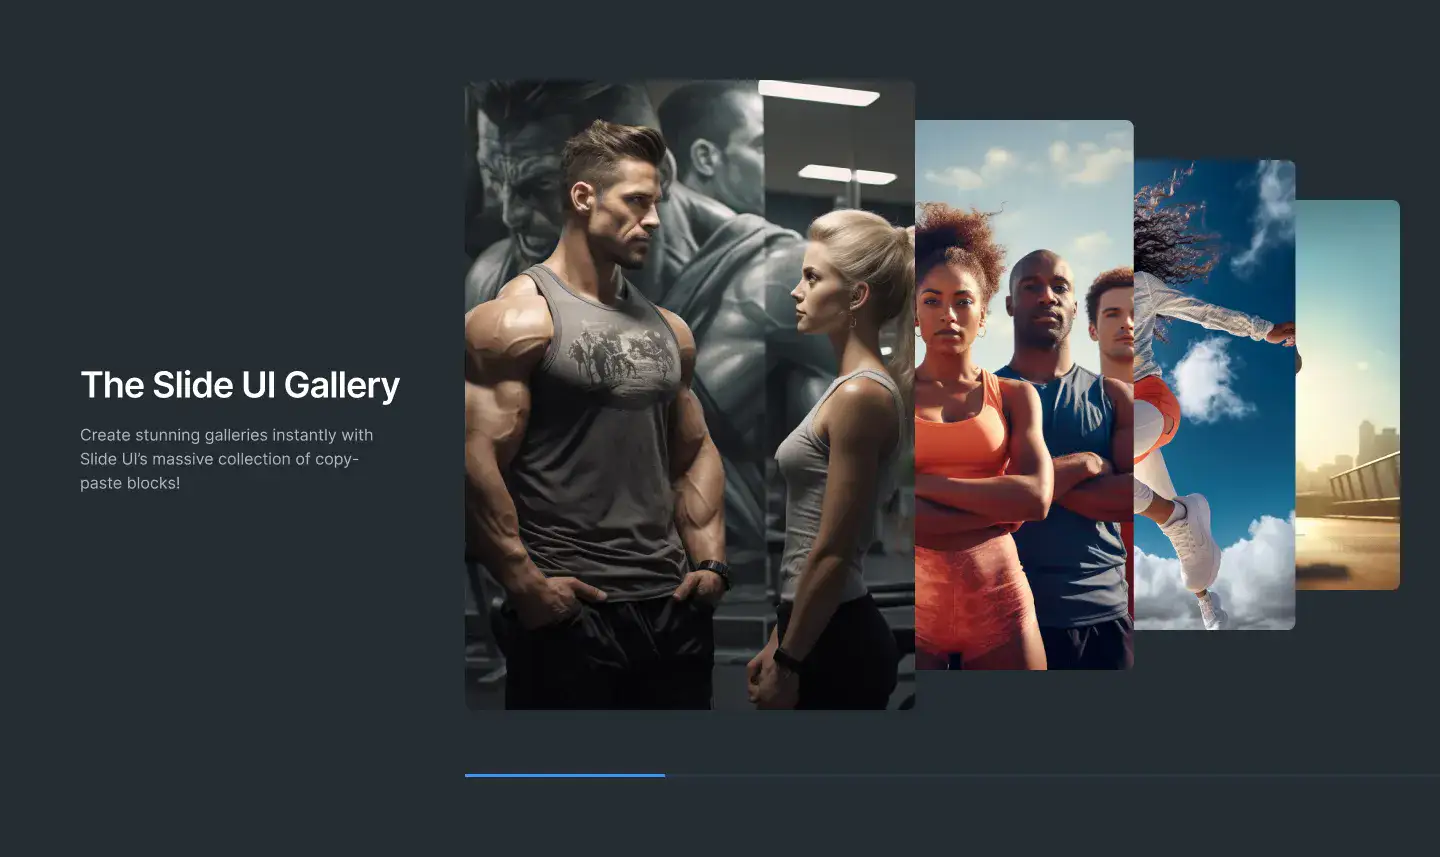 The Slide UI Gallery
Create stunning galleries instantly with
Slide UI's massive collection of copy-
paste blocks!